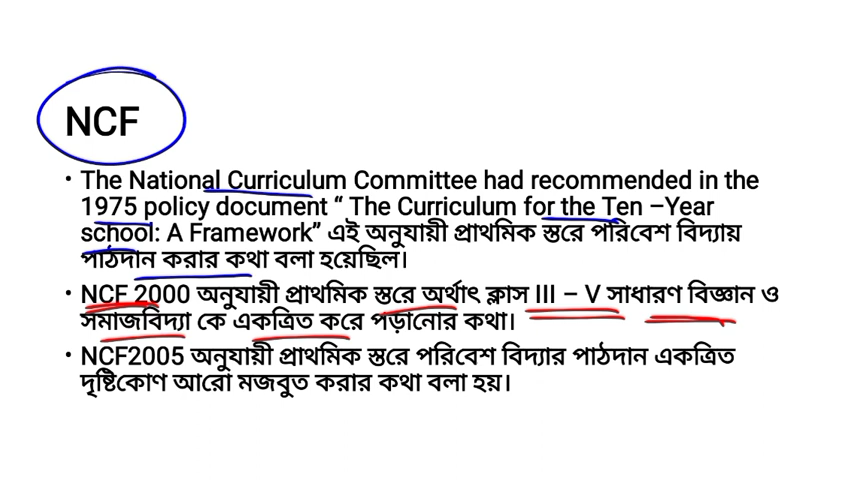 NCF
• The National Curriculum Committee had recommended in the
1975 policy document “ The Curriculum for the Ten –Year
school: A Framework” এই অনুযায়ী প্রাথমিক স্তরে পরিবেশ বিদ্যায়
পাঠদান করার কথা বলা হয়েছিল।
• NCF 2000 অনুযায়ী প্রাথমিক স্তরে অর্থাৎ ক্লাস III – V সাধারণ বিজ্ঞান ও
সমাজবিদ্যা কে একত্রিত করে পড়ানোর কথা।
• NCF2005 অনুযায়ী প্রাথমিক স্তরে পরিবেশ বিদ্যার পাঠদান একত্রিত
দৃষ্টিকোণ আরো মজবুত করার কথা বলা হয়।